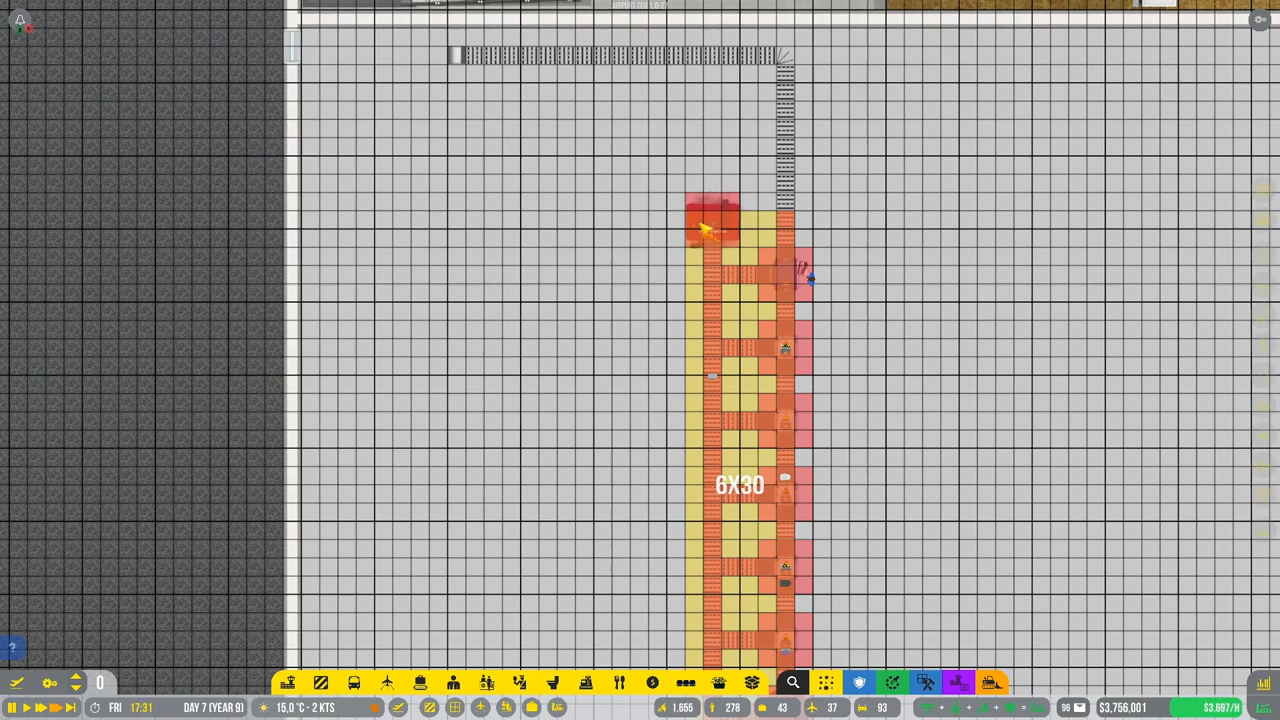 6X30
?
0
FRI 17:31 DAY 7 (YEAR 9) 15,0°C - 2 KTS 1.655 278 43 37 93 96 $3,756,001 $3.697/H